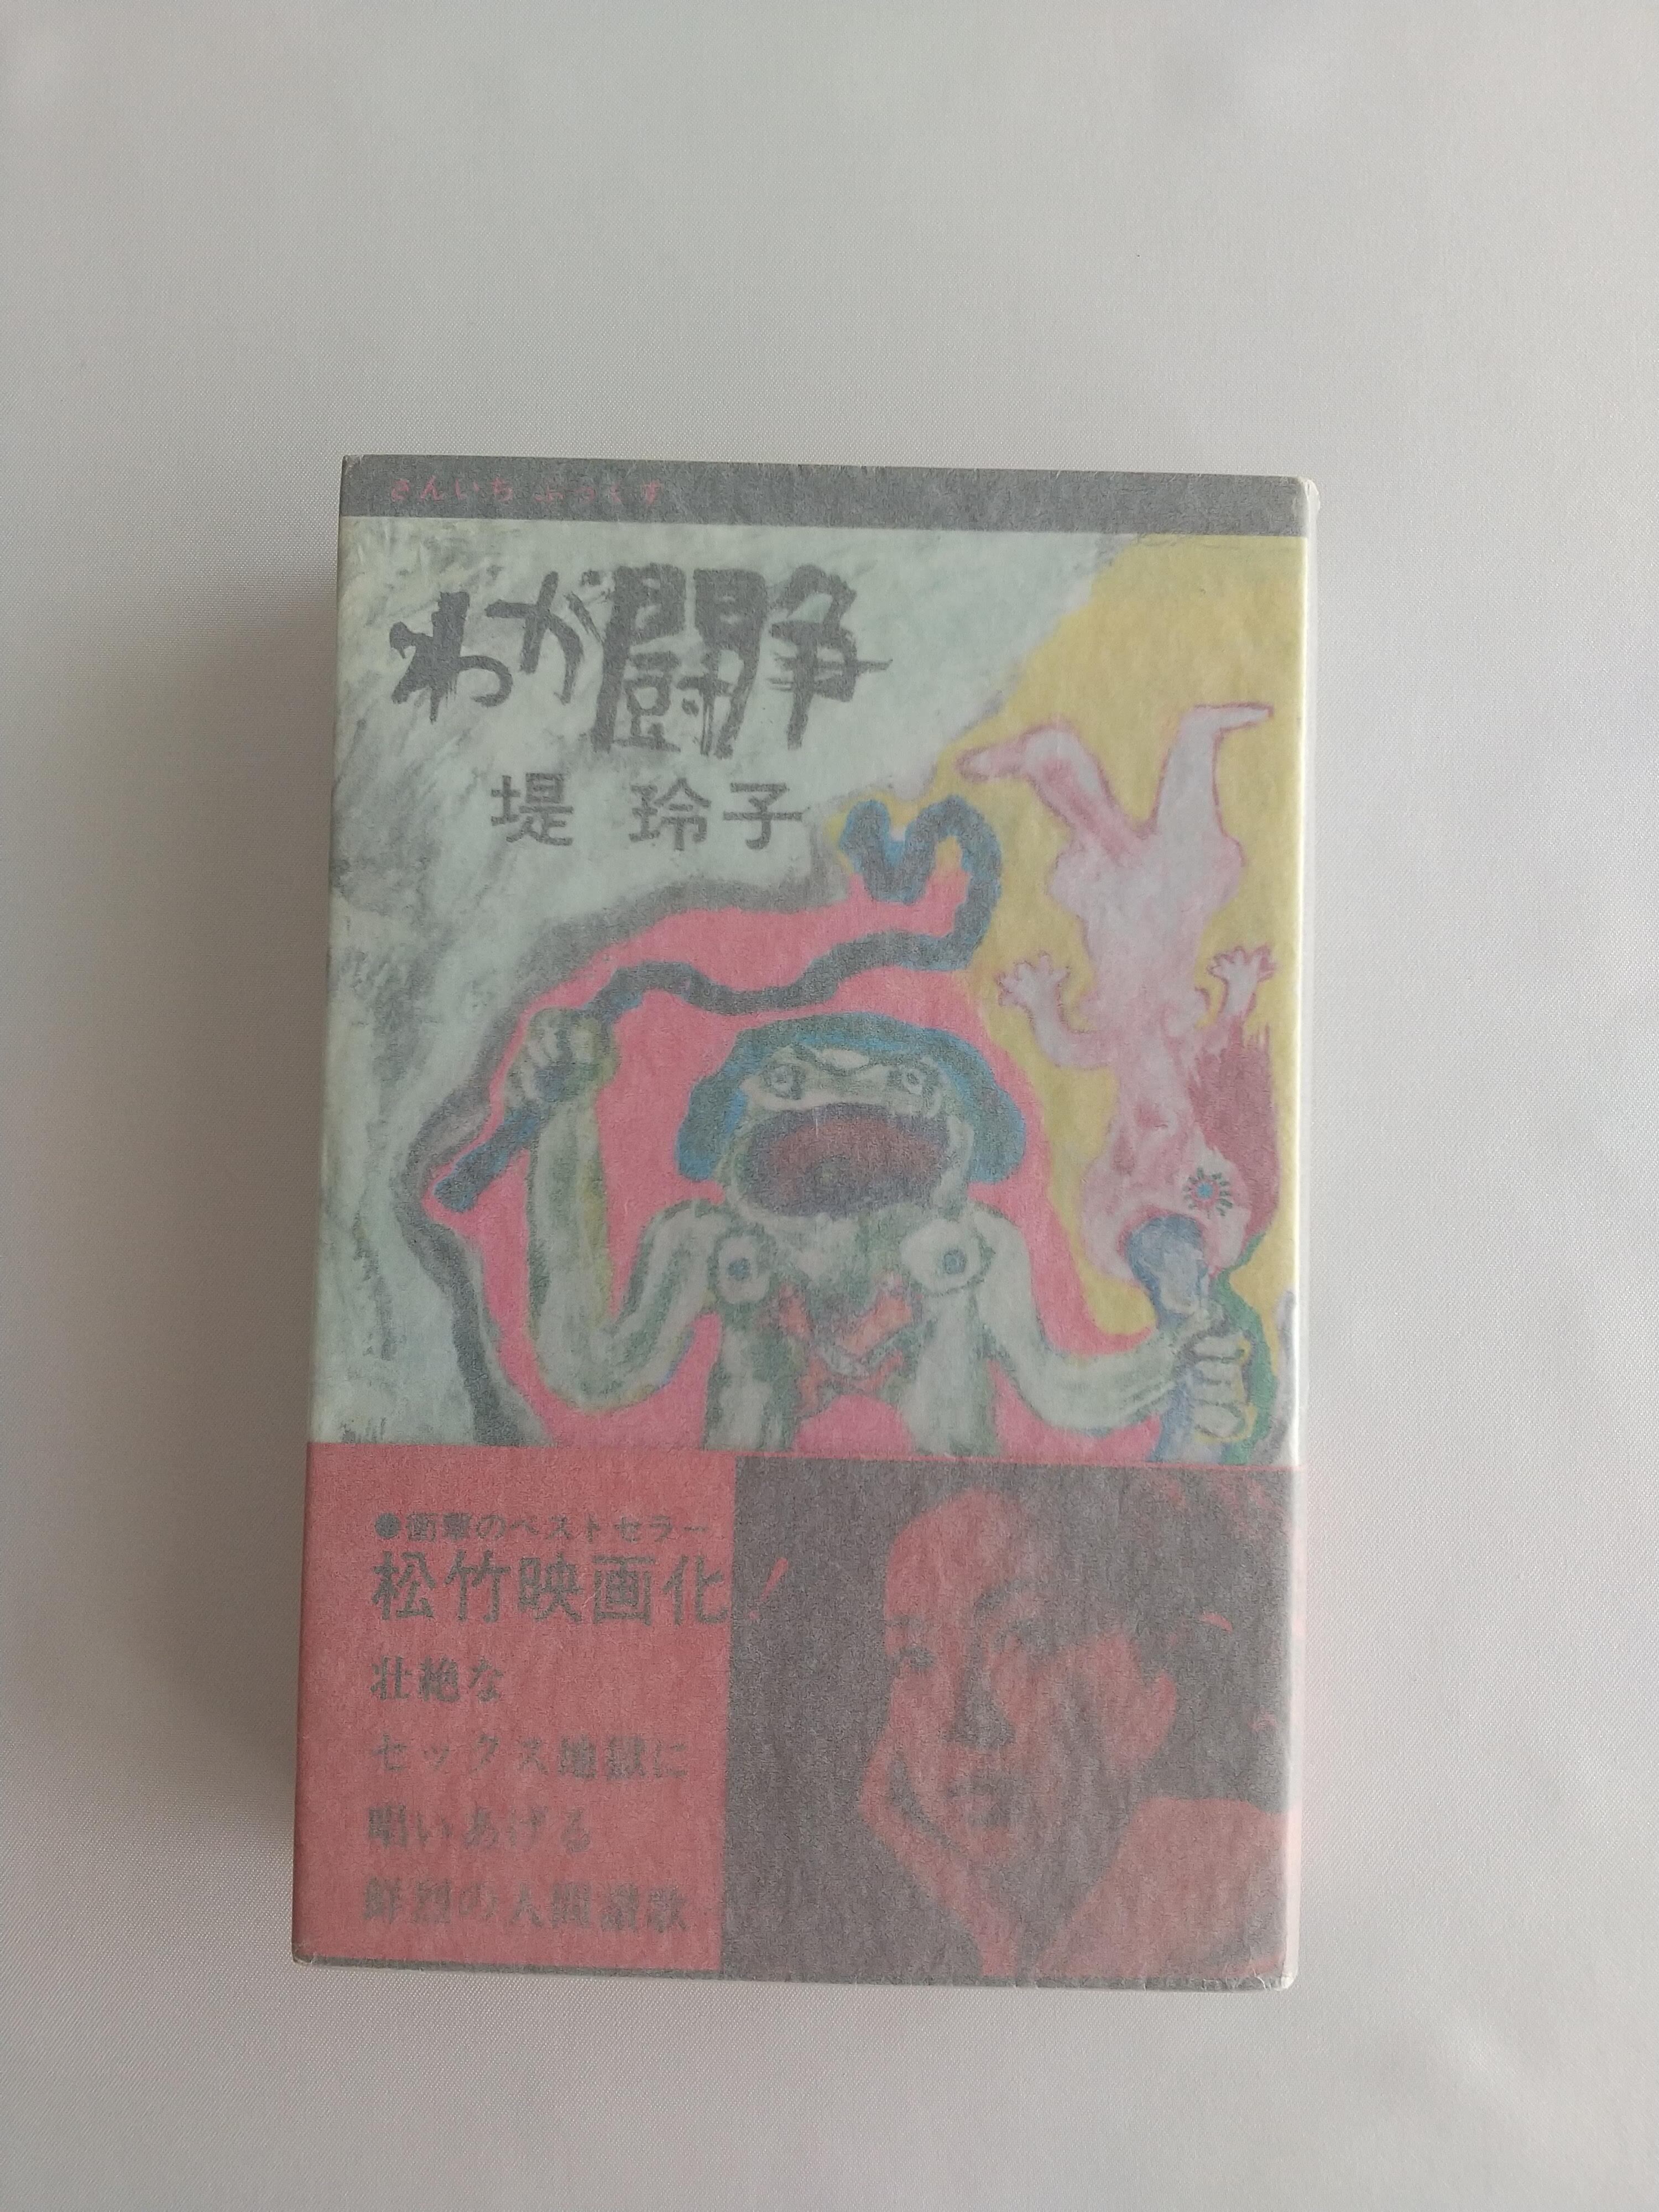 さんいち ぶっくす
わが闘争
堤 玲子
●衝撃のベストセラー
松竹映画化!
壮絶な
セックス地獄に
唱いあげる
鮮烈の人間讃歌